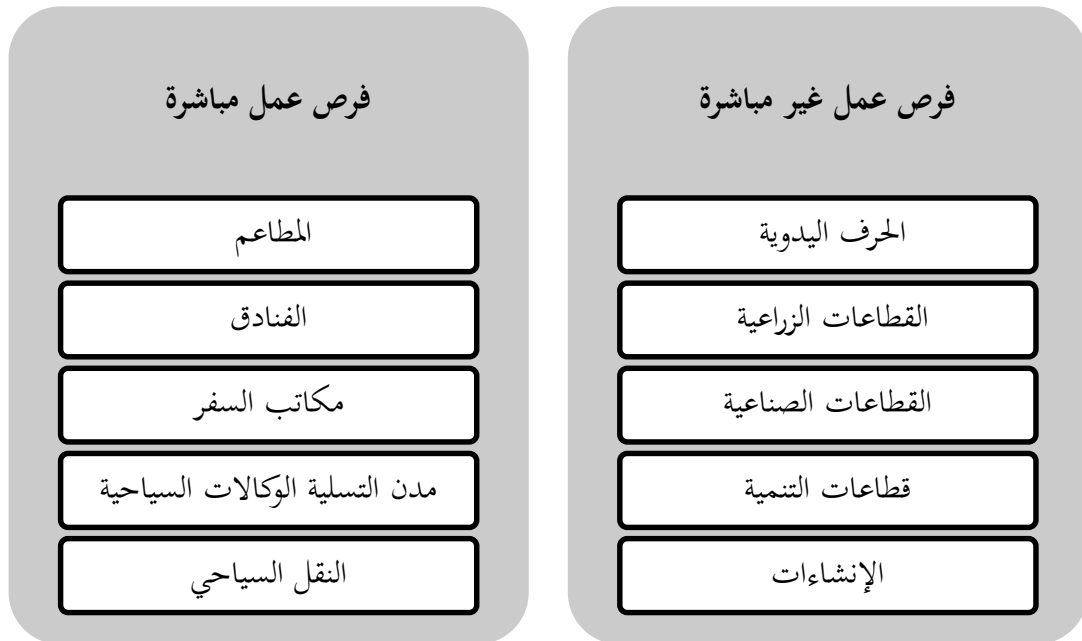 فرص عمل غير مباشرة
الحرف اليدوية
القطاعات الزراعية
القطاعات الصناعية
قطاعات التنمية
الإنشاءات
فرص عمل مباشرة
المطاعم
الفنادق
مكاتب السفر
مدن التسلية الوكالات السياحية
النقل السياحي